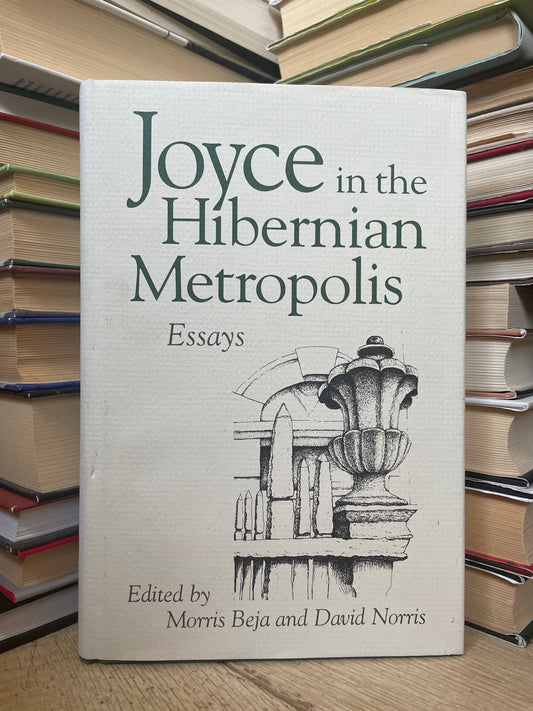 Joyce in the
Hibernian
Metropolis
Essays
Edited by
Morris Beja and David Norris